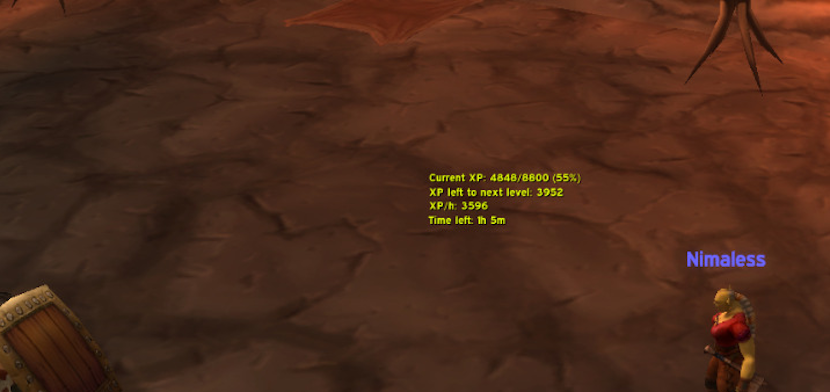 Current XP: 4848/8800 (55%)
XP left to next level: 3952
XP/h: 3596
Time left: 1h 5m
Nimaless